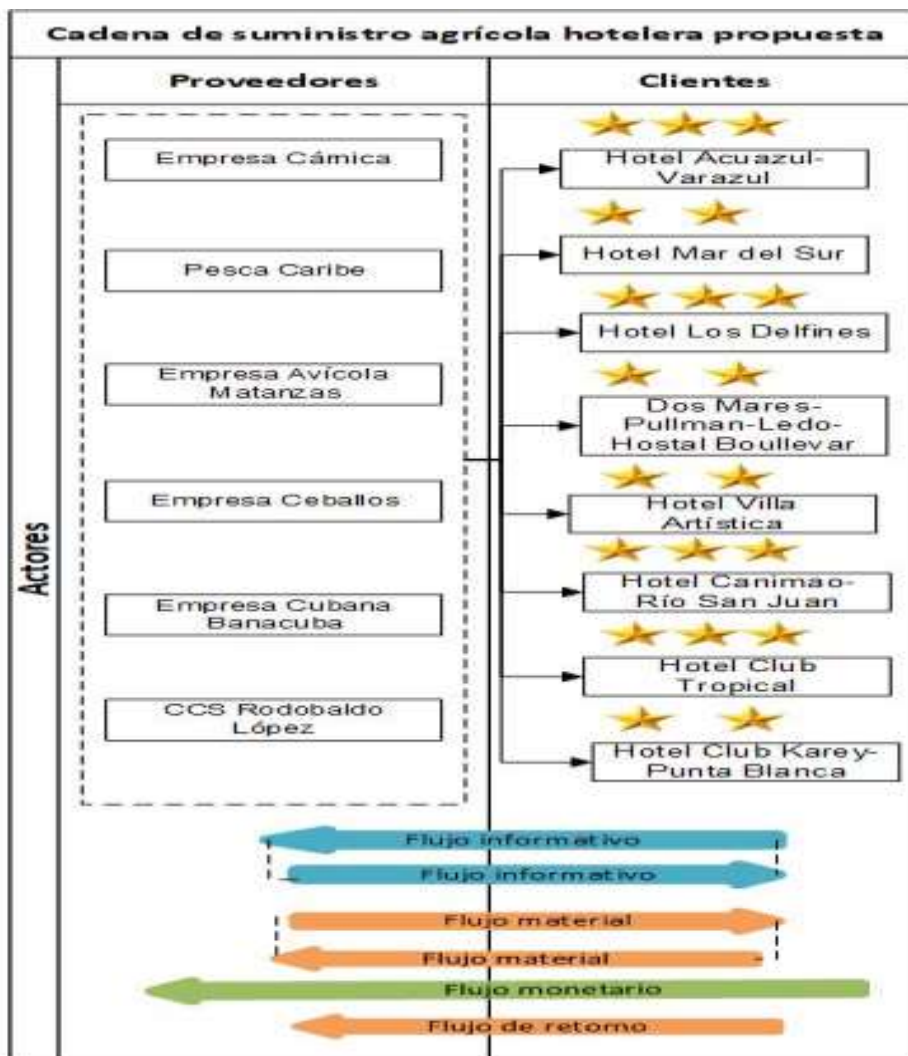 Cadena de suministro agrícola hotelera propuesta
Actores
Proveedores
Clientes
Empresa Cárnica
Pesca Caribe
Empresa Avícola
Matanzas
Empresa Ceballos
Empresa Cubana
Banacuba
CCS Rodobaldo
López
Hotel Acuazul-
Varazul
Hotel Mar del Sur
Hotel Los Delfines
Dos Mares-
Pullman-Ledo-
Hostal Boullevar
Hotel Villa
Artística
Hotel Canimao-
Río San Juan
Hotel Club
Tropical
Hotel Club Karey-
Punta Blanca
Flujo informativo
Flujo informativo
Flujo material
Flujo material
Flujo monetario
Flujo de retorno